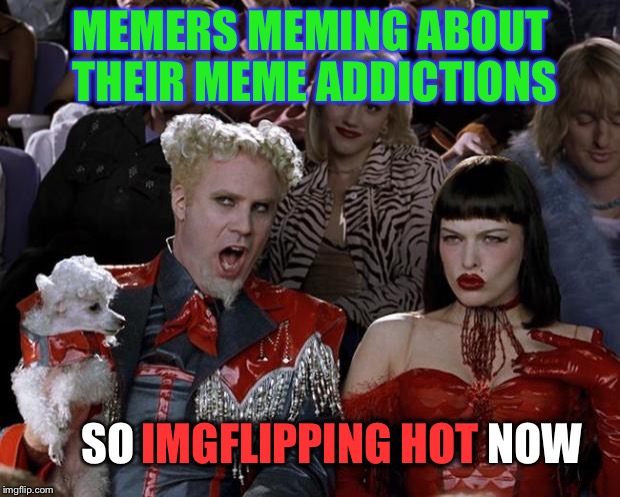 MEMERS MEMING ABOUT
THEIR MEME ADDICTIONS
SO IMGFLIPPING HOT NOW
imgflip.com